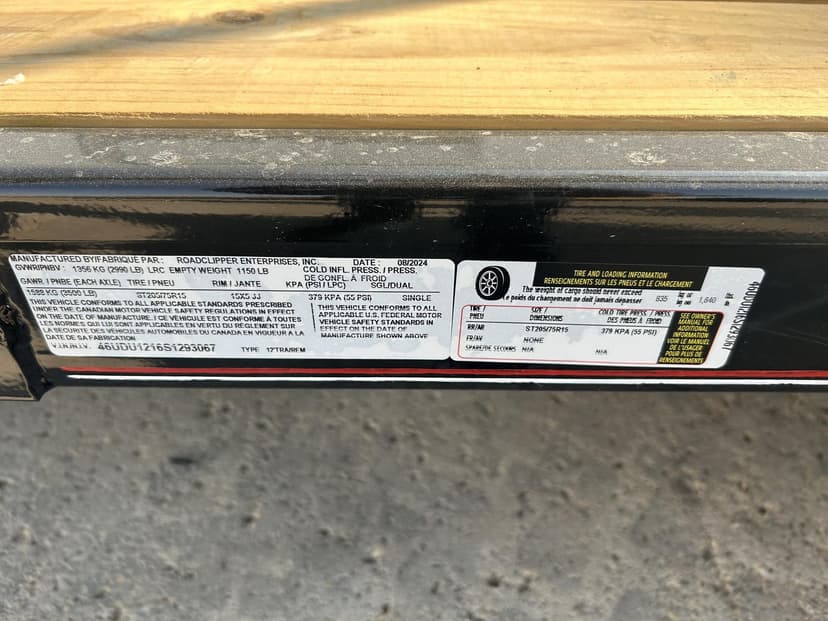 MANUFACTURED BY/FABRIQUE PAR : ROADCLIPPER ENTERPRISES, INC. DATE : 08/2024
GVWR/PNBV : 1356 KG (2990 LB) LRC EMPTY WEIGHT 1150 LB COLD INFL. PRESS. / PRESS. DE GONFL. À FROID
GAWR / PNBE (EACH AXLE) TIRE / PNEU RIM / JANTE KPA (PSI / LPC) SGL/DUAL
(3500 LB) ST205/75R15 15X5 JJ 379 KPA (55 PSI) SINGLE
THIS VEHICLE CONFORMS TO ALL APPLICABLE STANDARDS PRESCRIBED
UNDER THE CANADIAN MOTOR VEHICLE SAFETY REGULATIONS IN EFFECT
ON THE DATE OF MANUFACTURE. / CE VÉHICULE EST CONFORME À TOUTES
LES NORMES QUI LUI SONT APPLICABLES EN VERTU DU RÈGLEMENT SUR
LA SÉCURITÉ DES VÉHICULES AUTOMOBILES DU CANADA EN VIGUEUR À LA
DATE DE SA FABRICATION
THIS VEHICLE CONFORMS TO ALL
APPLICABLE U.S. FEDERAL MOTOR
VEHICLE SAFETY STANDARDS IN
EFFECT ON THE DATE OF
MANUFACTURE SHOWN ABOVE
V.I.N./N.I.V. 46UDU1216S1293067 TYPE 12'TRA/REM
TIRE AND LOADING INFORMATION
RENSEIGNEMENTS SUR LES PNEUS ET LE CHARGEMENT
The weight of cargo should never exceed
Le poids du chargement ne doit jamais dépasser
835 kg or kg ou 1,840
TIRE / PNEU SIZE / DIMENSIONS COLD TIRE PRESS / PRESS DES PNEUS À FROID
RR/AR ST205/75R15 379 KPA (55 PSI)
FR/AV NONE
SPARE/DE SECOURS N/A N/A
SEE OWNER'S
MANUAL FOR
ADDITIONAL
INFORMATION
VOIR LE MANUEL
DE L'USAGER
POUR PLUS DE
RENSEIGNEMENTS
46UDU1216S1293067